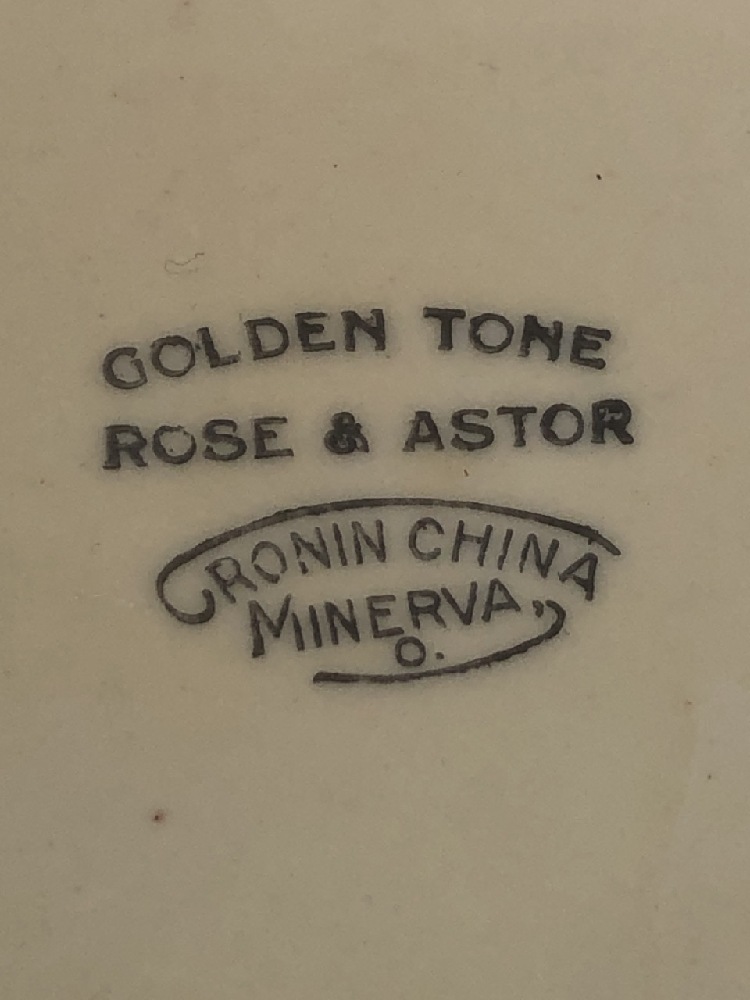 GOLDEN TONE
ROSE & ASTOR
CRONIN CHINA
MINERVA,
O.